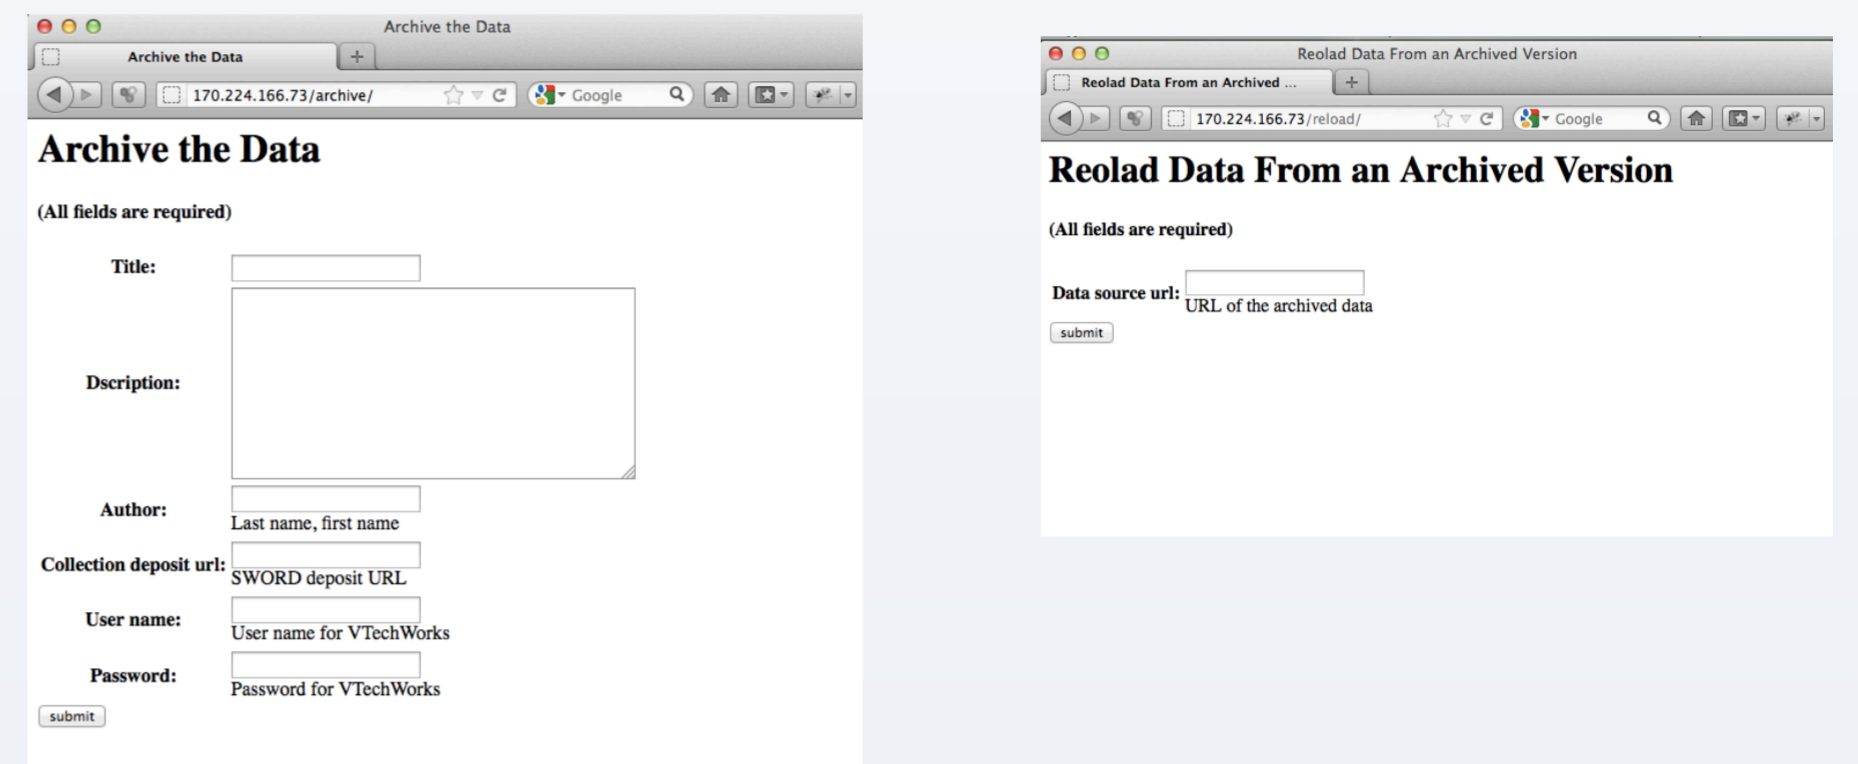 Archive the Data
Archive the Data
170.224.166.73/archive/
Google
Archive the Data
(All fields are required)
Title:
Dscription:
Author:
Last name, first name
Collection deposit url:
SWORD deposit URL
User name:
User name for VTechWorks
Password:
Password for VTechWorks
submit
Reolad Data From an Archived Version
Reolad Data From an Archived ...
170.224.166.73/reload/
Google
Reolad Data From an Archived Version
(All fields are required)
Data source url:
URL of the archived data
submit